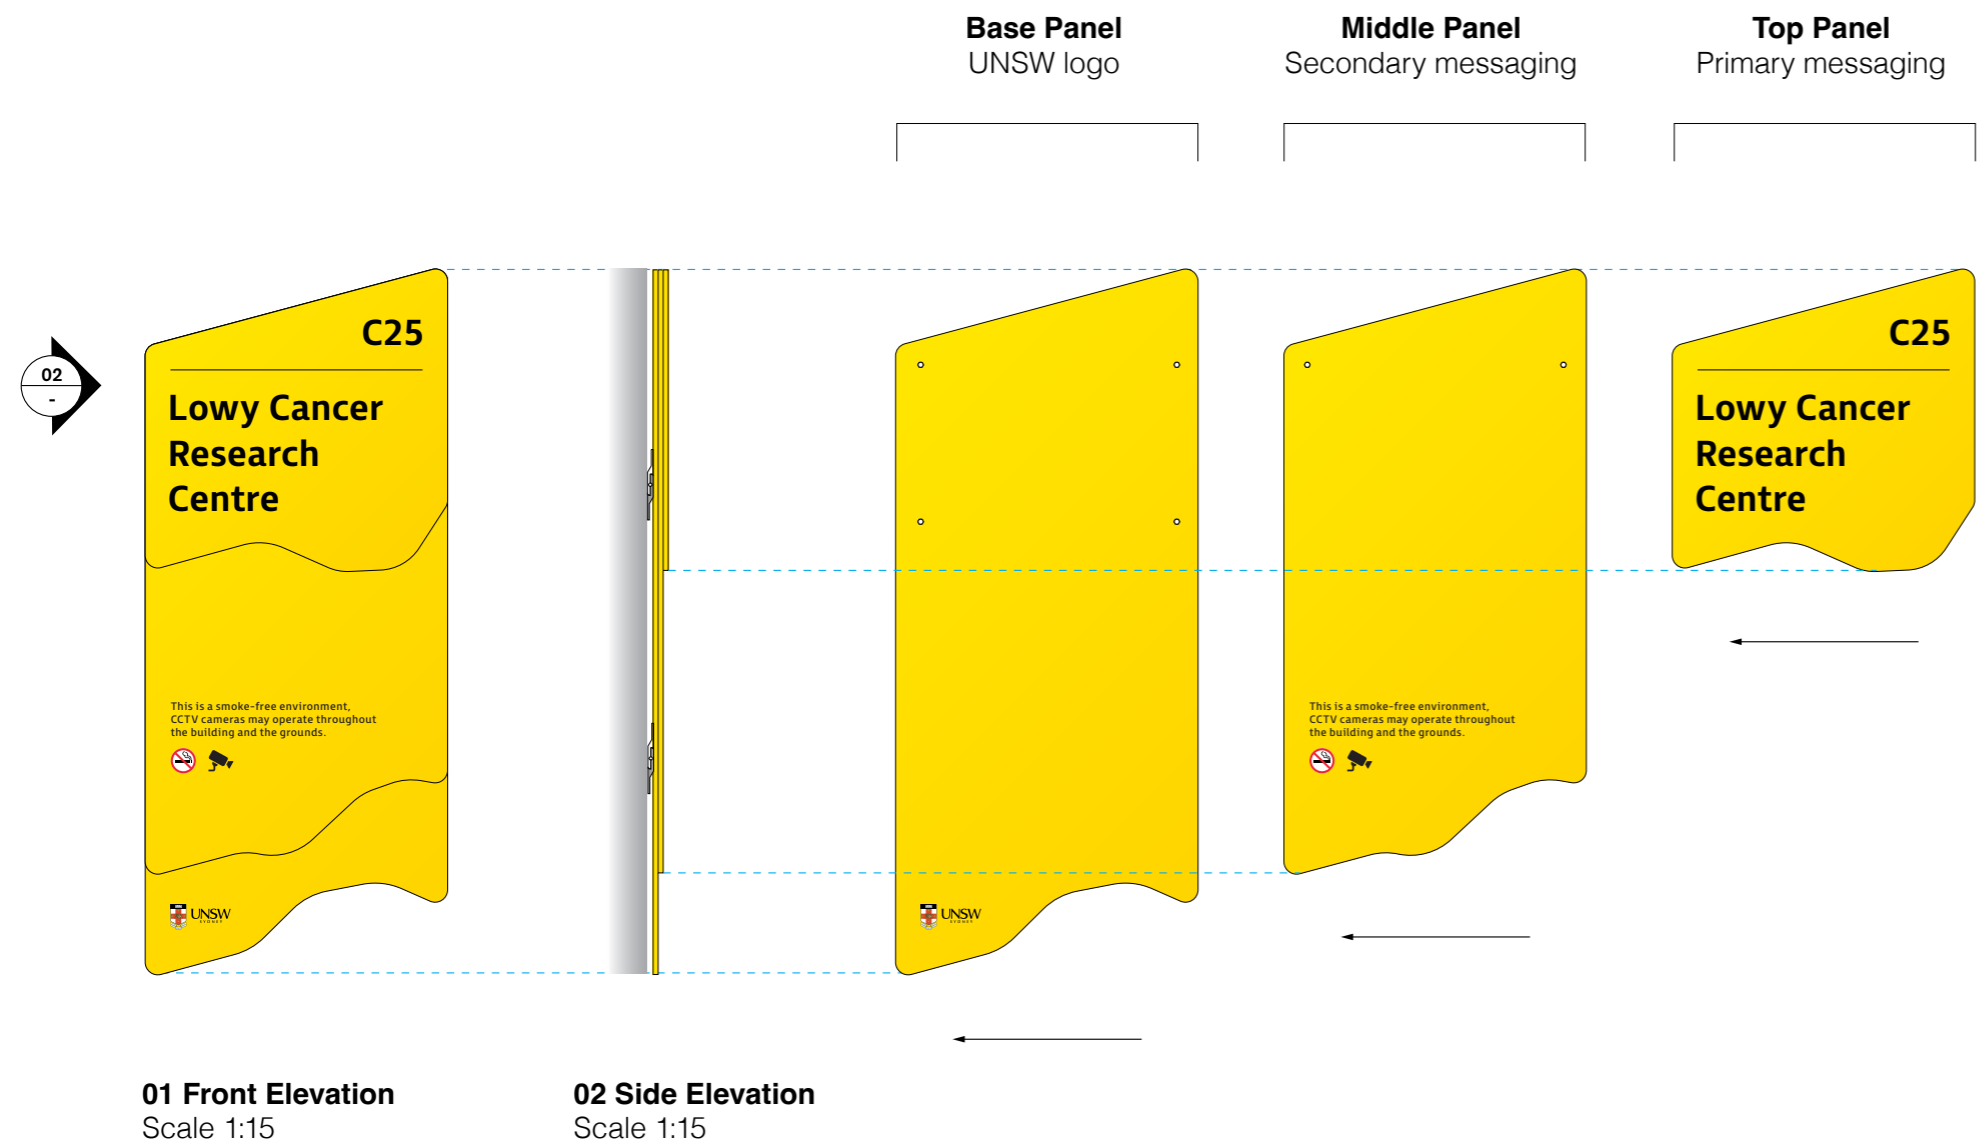 Base Panel
UNSW logo
Middle Panel
Secondary messaging
Top Panel
Primary messaging
02
-
C25
Lowy Cancer
Research
Centre
This is a smoke-free environment,
CCTV cameras may operate throughout
the building and the grounds.
UNSW
SYDNEY
UNSW
SYDNEY
This is a smoke-free environment,
CCTV cameras may operate throughout
the building and the grounds.
C25
Lowy Cancer
Research
Centre
01 Front Elevation
Scale 1:15
02 Side Elevation
Scale 1:15